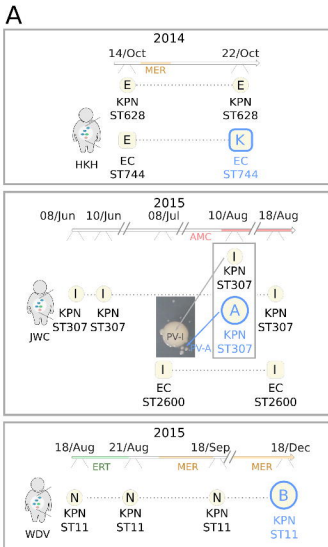 A
2014
14/Oct 22/Oct
MER
E E
KPN KPN
ST628 ST628
E K
EC EC
ST744 ST744
HKH
2015
08/Jun 10/Jun 08/Jul 10/Aug 18/Aug
AMC
I
KPN
ST307
I I A I
KPN KPN KPN KPN
ST307 ST307 ST307 ST307
PV-I
PV-A
JWC
I I
EC EC
ST2600 ST2600
2015
18/Aug 21/Aug 18/Sep 18/Dec
ERT MER MER
N N N B
KPN KPN KPN KPN
ST11 ST11 ST11 ST11
WDV